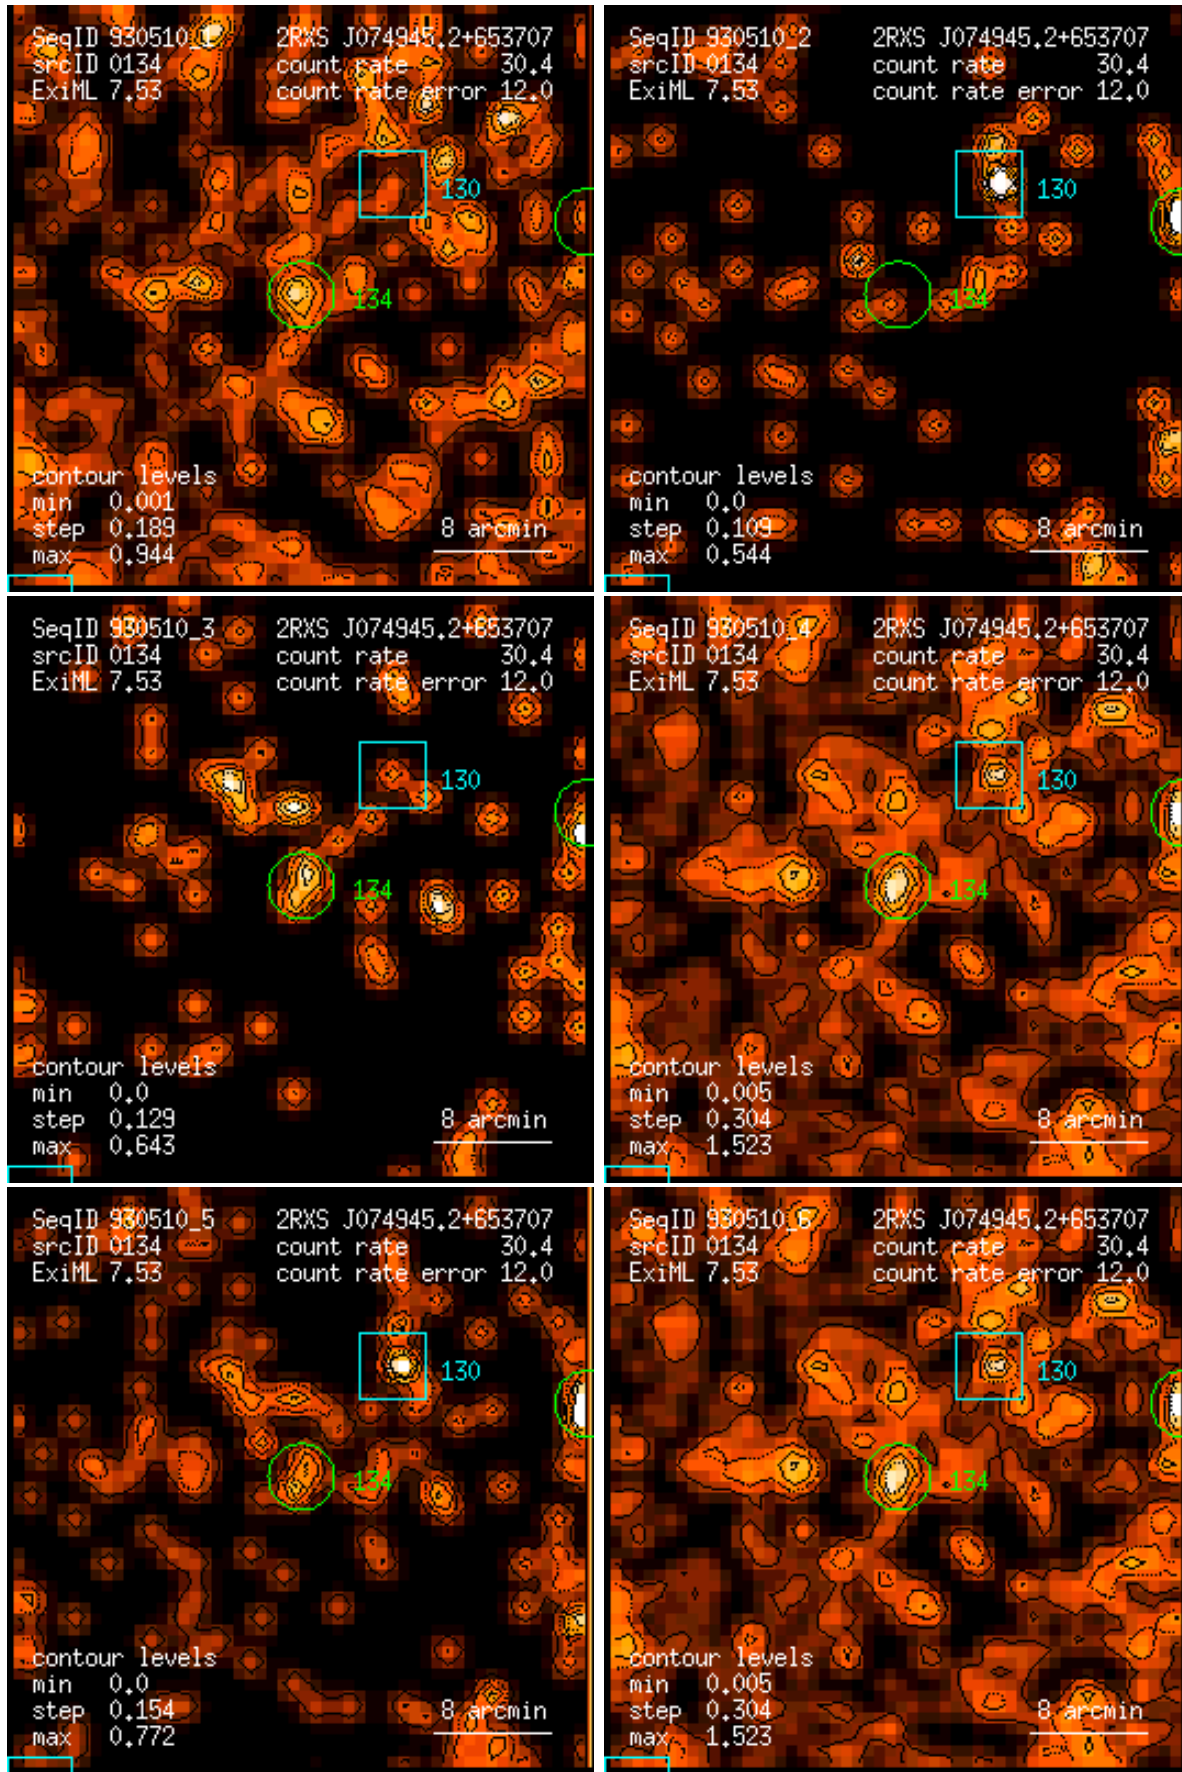 SeqID 930510_1 2RXS J074945.2+653707
srcID 0134 count rate 30.4
ExiML 7.53 count rate error 12.0
130
134
contour levels
min 0.001
step 0.189 8 arcmin
max 0.944
SeqID 930510_2 2RXS J074945.2+653707
srcID 0134 count rate 30.4
ExiML 7.53 count rate error 12.0
130
134
contour levels
min 0.0
step 0.109 8 arcmin
max 0.544
SeqID 930510_3 2RXS J074945.2+653707
srcID 0134 count rate 30.4
ExiML 7.53 count rate error 12.0
130
134
contour levels
min 0.0
step 0.129 8 arcmin
max 0.643
SeqID 930510_4 2RXS J074945.2+653707
srcID 0134 count rate 30.4
ExiML 7.53 count rate error 12.0
130
134
contour levels
min 0.005
step 0.304 8 arcmin
max 1.523
SeqID 930510_5 2RXS J074945.2+653707
srcID 0134 count rate 30.4
ExiML 7.53 count rate error 12.0
130
134
contour levels
min 0.0
step 0.154 8 arcmin
max 0.772
SeqID 930510_6 2RXS J074945.2+653707
srcID 0134 count rate 30.4
ExiML 7.53 count rate error 12.0
130
134
contour levels
min 0.005
step 0.304 8 arcmin
max 1.523